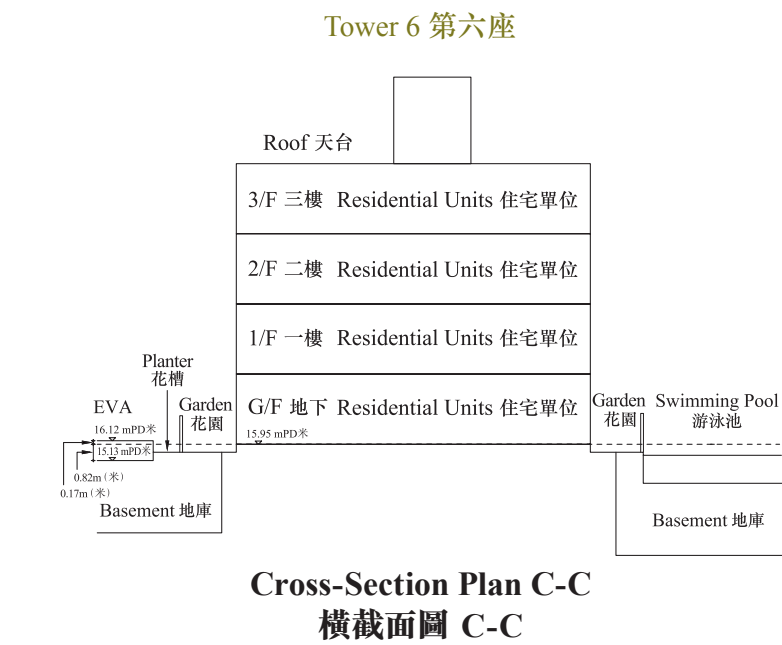 Tower 6 第六座
Roof 天台
3/F 三樓 Residential Units 住宅單位
2/F 二樓 Residential Units 住宅單位
1/F 一樓 Residential Units 住宅單位
Planter
花槽
EVA
Garden
花園
G/F 地下 Residential Units 住宅單位
Garden
花園
Swimming Pool
游泳池
16.12 mPD米
15.95 mPD米
15.13 mPD米
0.82m (米)
0.17m (米)
Basement 地庫
Basement 地庫
Cross-Section Plan C-C
橫截面圖 C-C